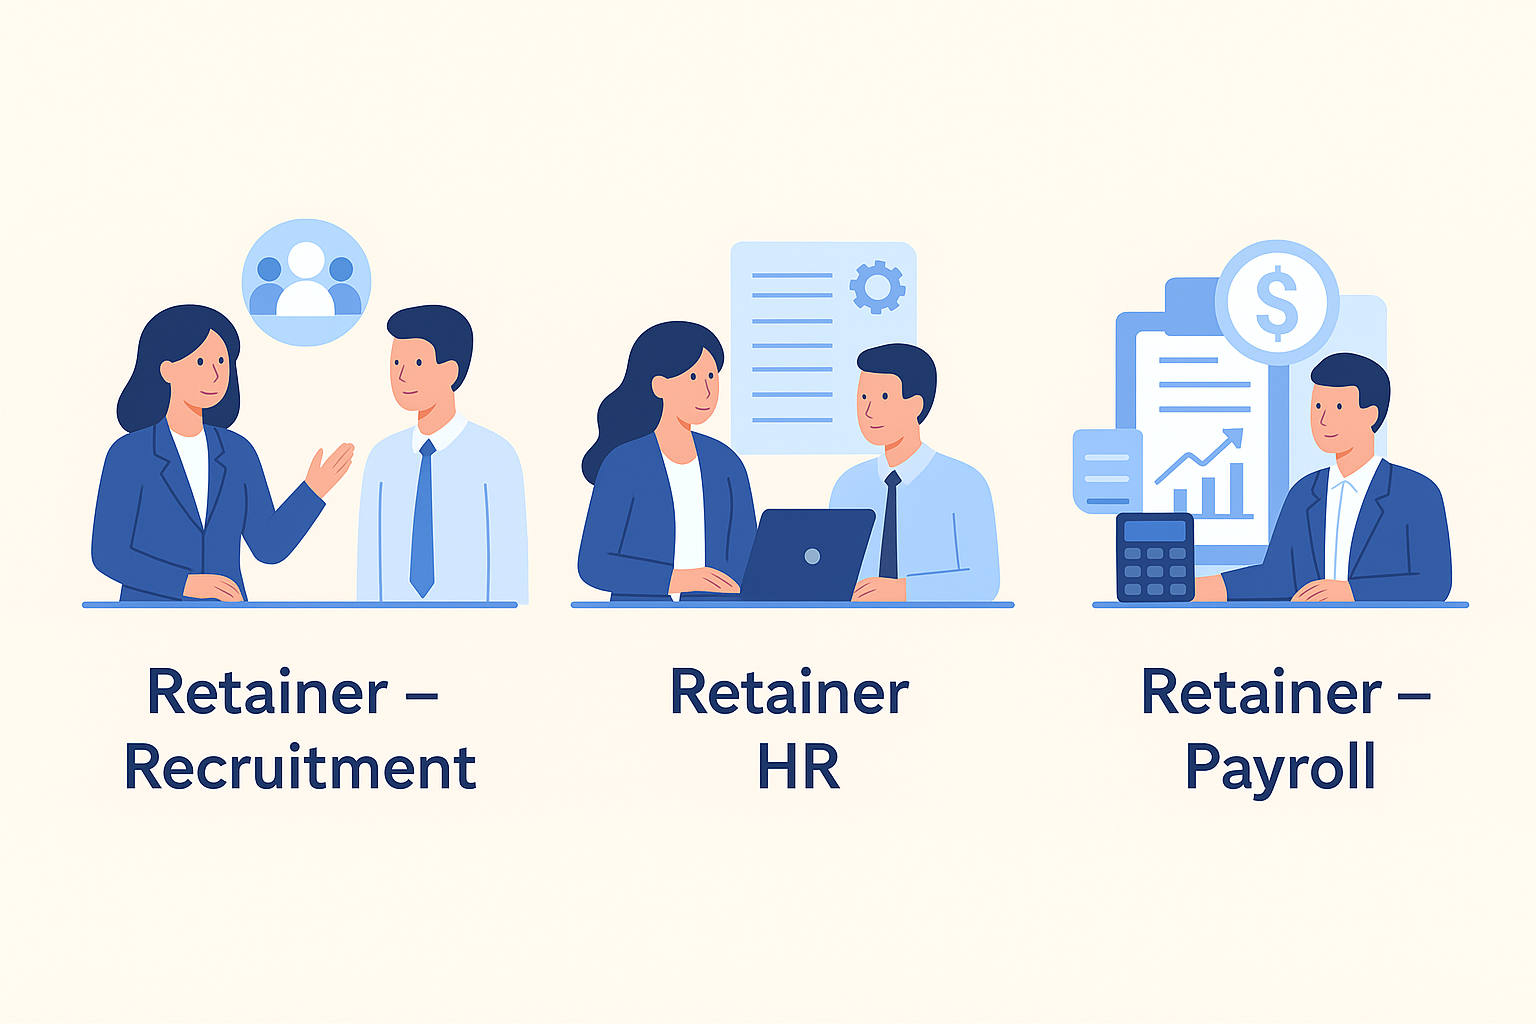 $
Retainer –
Recruitment
Retainer
HR
Retainer –
Payroll